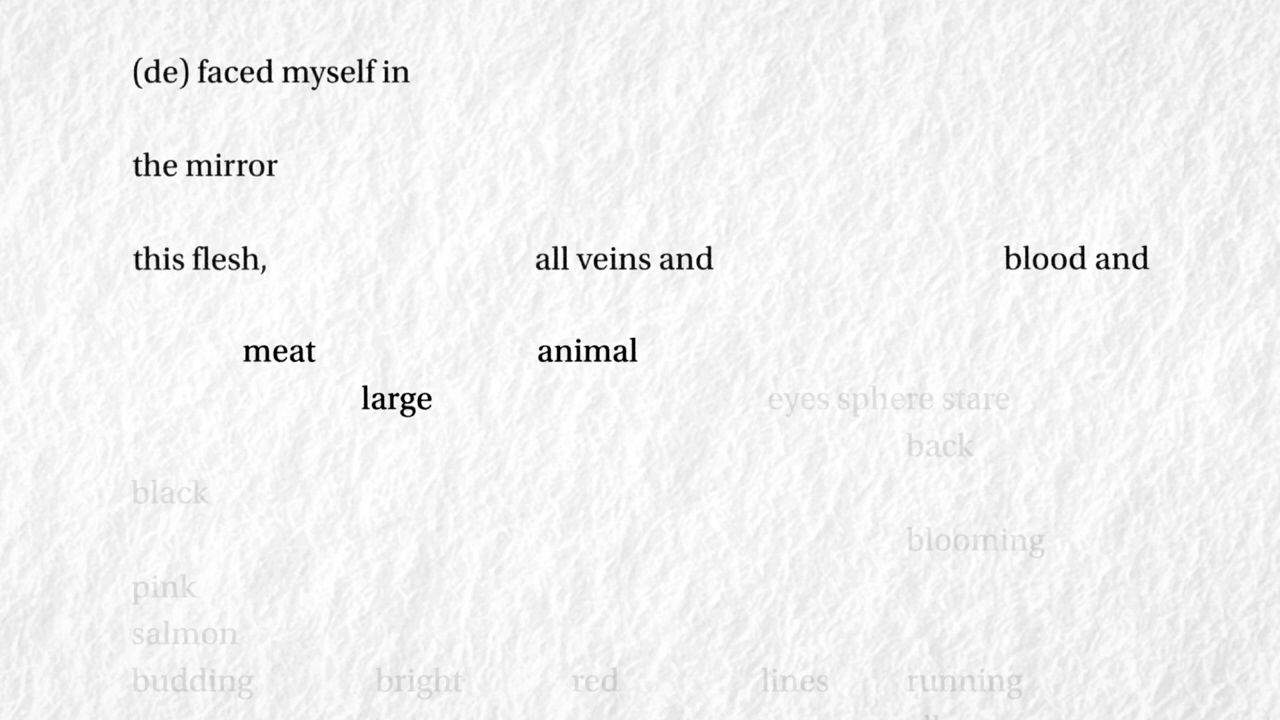 (de) faced myself in
the mirror
this flesh, all veins and blood and
meat animal
large eyes sphere stare
back
black
blooming
pink
salmon
budding bright red lines running